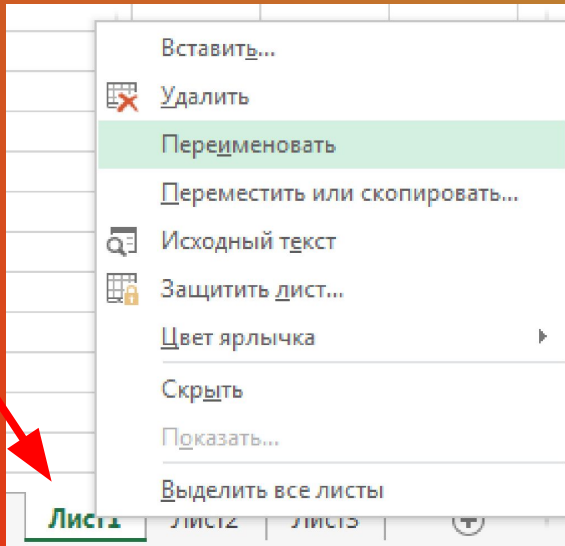 Вставить...
Удалить
Переименовать
Переместить или скопировать...
Исходный текст
Защитить лист...
Цвет ярлычка
Скрыть
Показать...
Выделить все листы
Лист1 Лист2 Лист3